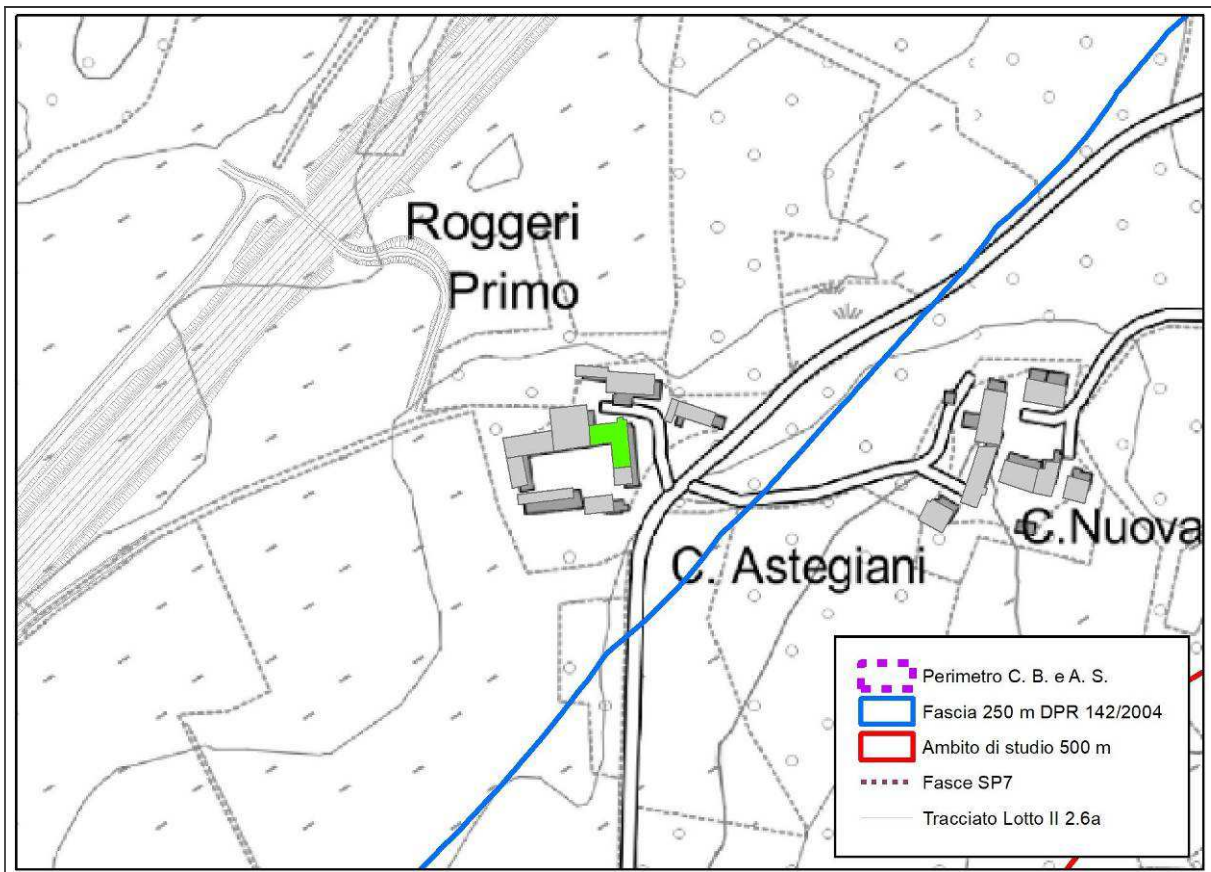 Roggeri
Primo
C. Astegiani
C.Nuova
Perimetro C. B. e A. S.
Fascia 250 m DPR 142/2004
Ambito di studio 500 m
Fasce SP7
Tracciato Lotto II 2.6a